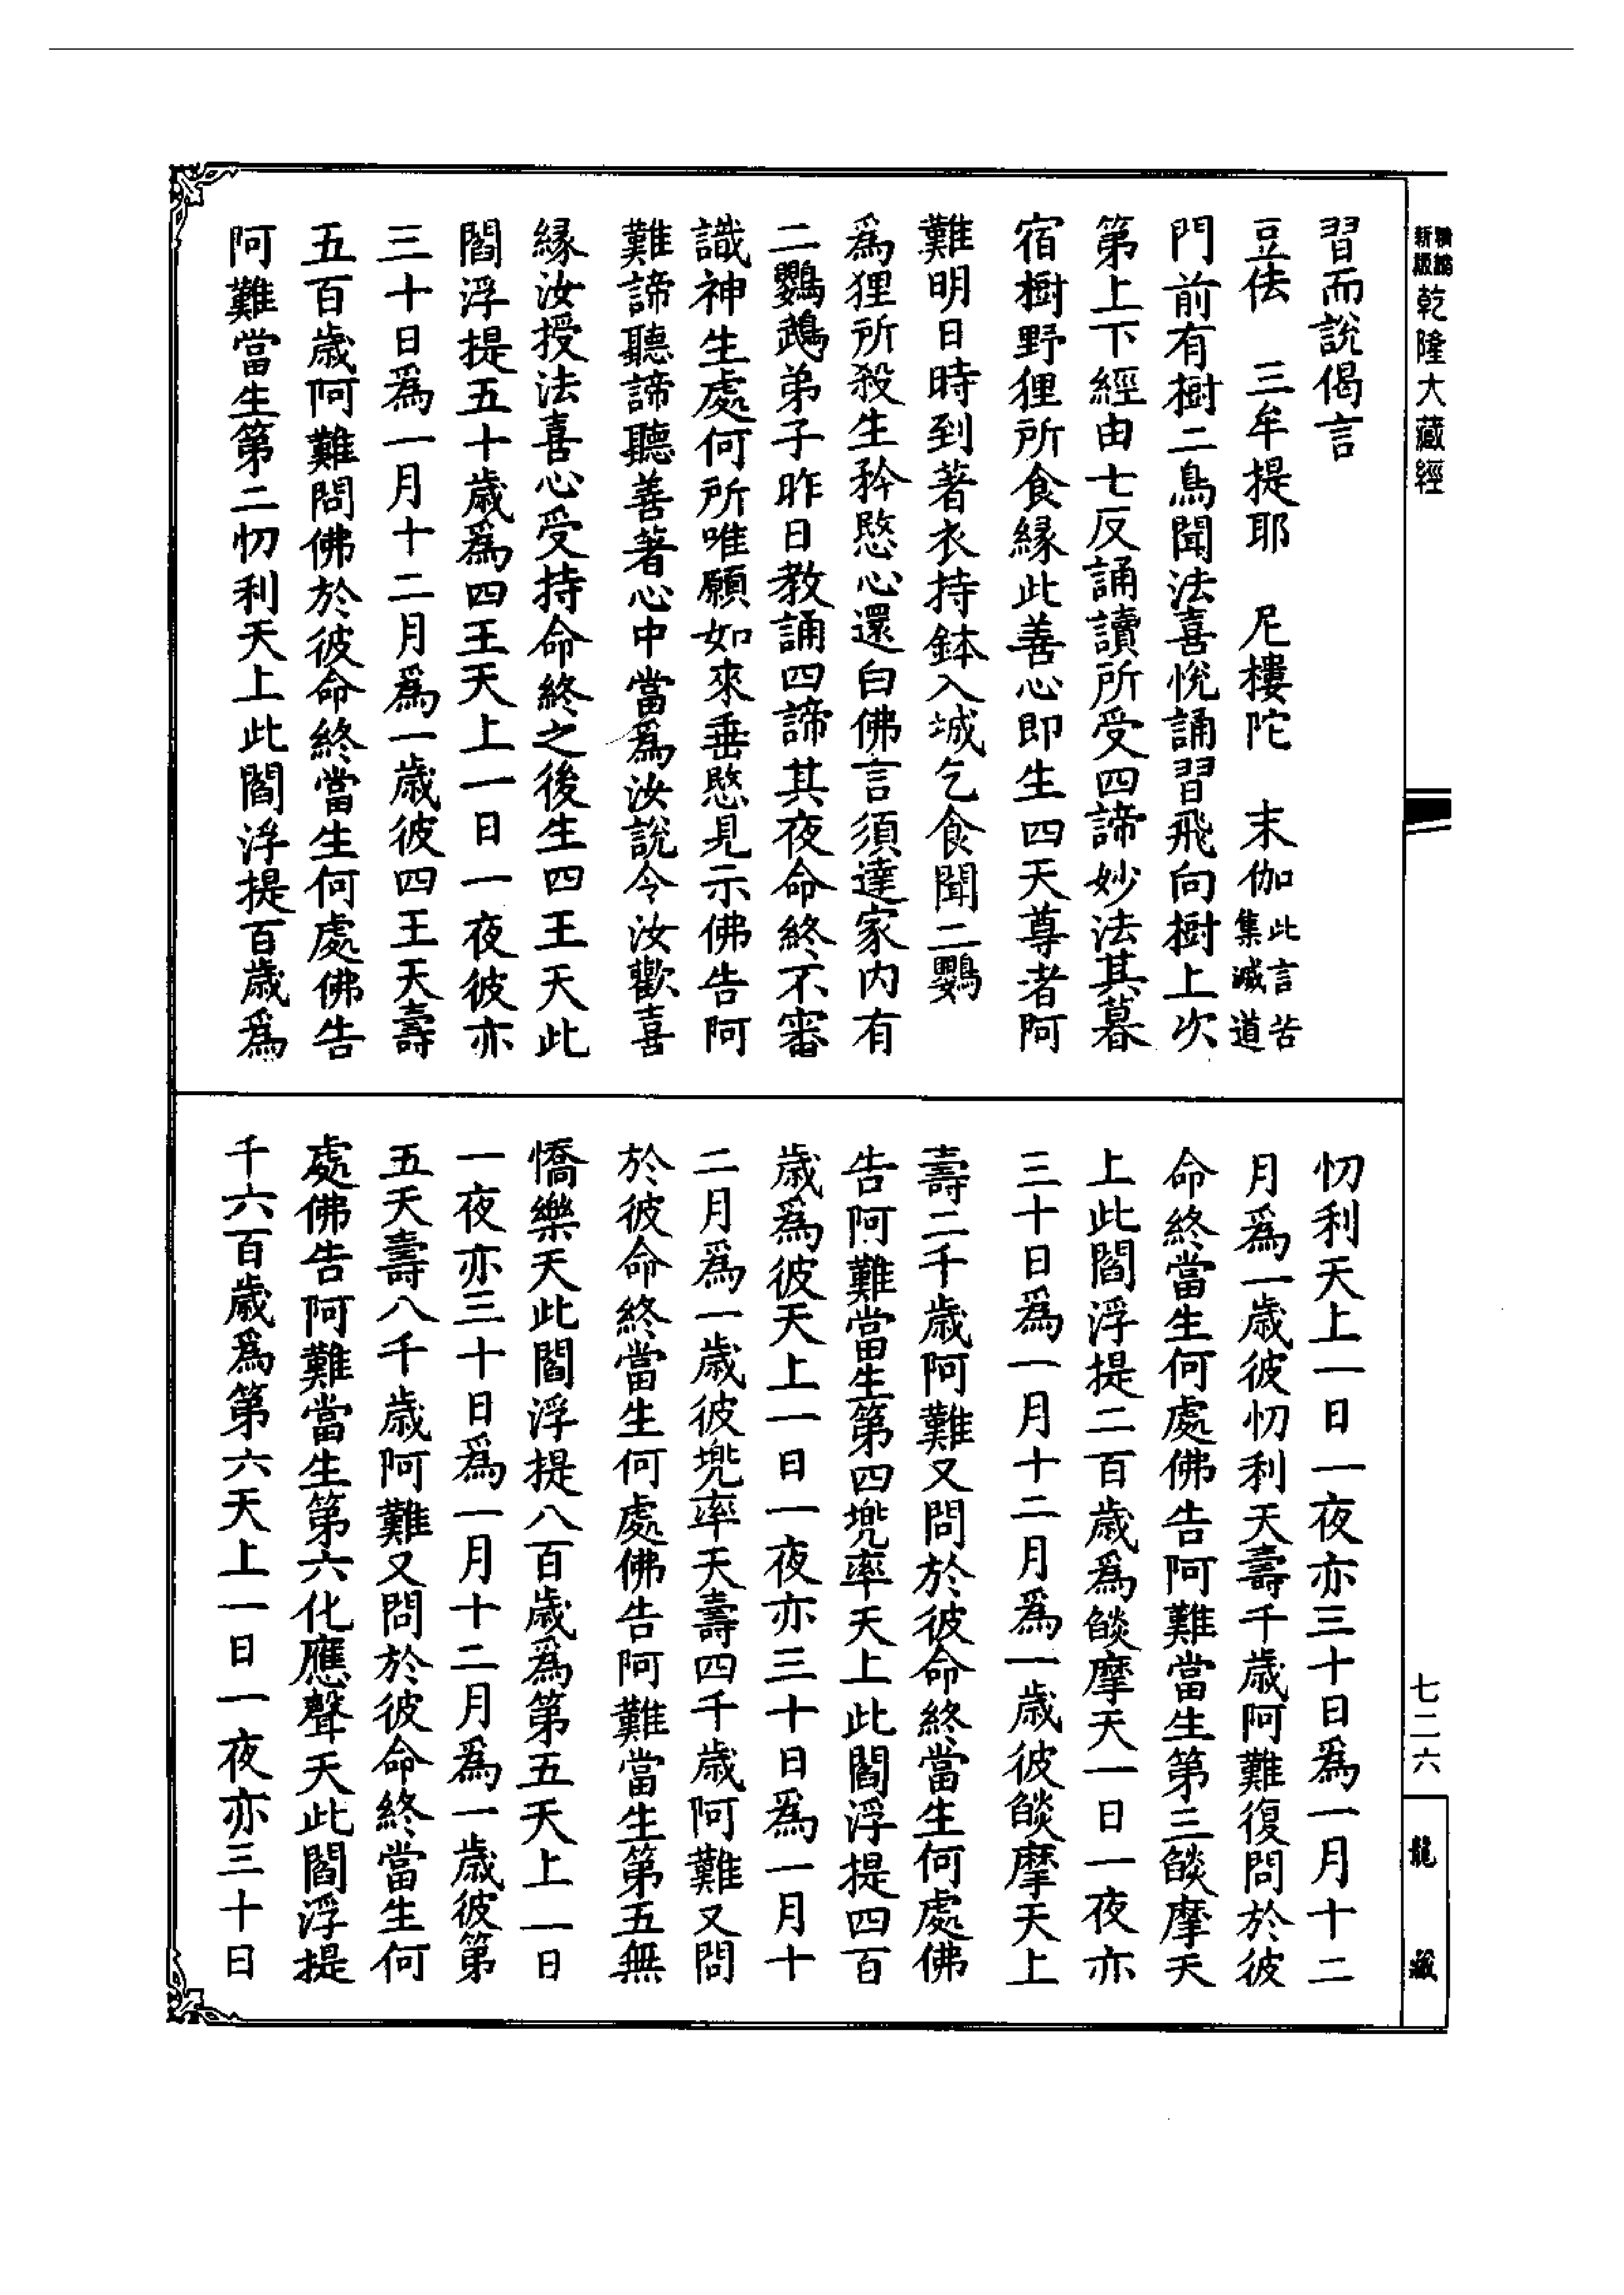 新版
精鵠
乾隆大藏經
習而說偈言
豆佉　三牟提耶　尼樓陀　末伽此言苦集滅道
門前有樹二鳥聞法喜悅誦習飛向樹上次
第上下經由七反誦讀所受四諦妙法其暮
宿樹野狸所食緣此善心即生四天尊者阿
難明日時到著衣持鉢入城乞食聞二鸚
為狸所殺生矜愍心還白佛言須達家內有
二鸚鵡弟子昨日教誦四諦其夜命終不審
識神生處何所唯願如來垂愍見示佛告阿
難諦聽諦聽善著心中當為汝說令汝歡喜
緣汝授法喜心受持命終之後生四王天此
閻浮提五十歲為四王天上一日一夜彼亦
三十日為一月十二月為一歲彼四王天壽
五百歲阿難問佛於彼命終當生何處佛告
阿難當生第二忉利天上此閻浮提百歲為
忉利天上一日一夜亦三十日為一月十二
月為一歲彼忉利天壽千歲阿難復問於彼
命終當生何處佛告阿難當生第三燄摩天
上此閻浮提二百歲為燄摩天一日一夜亦
三十日為一月十二月為一歲彼燄摩天上
壽二千歲阿難又問於彼命終當生何處佛
告阿難當生第四兜率天上此閻浮提四百
歲為彼天上一日一夜亦三十日為一月十
二月為一歲彼兜率天壽四千歲阿難又問
於彼命終當生何處佛告阿難當生第五無
憍樂天此閻浮提八百歲為第五天上一日
一夜亦三十日為一月十二月為一歲彼第
五天壽八千歲阿難又問於彼命終當生何
處佛告阿難當生第六化應聲天此閻浮提
千六百歲為第六天上一日一夜亦三十日
七二六
龍藏